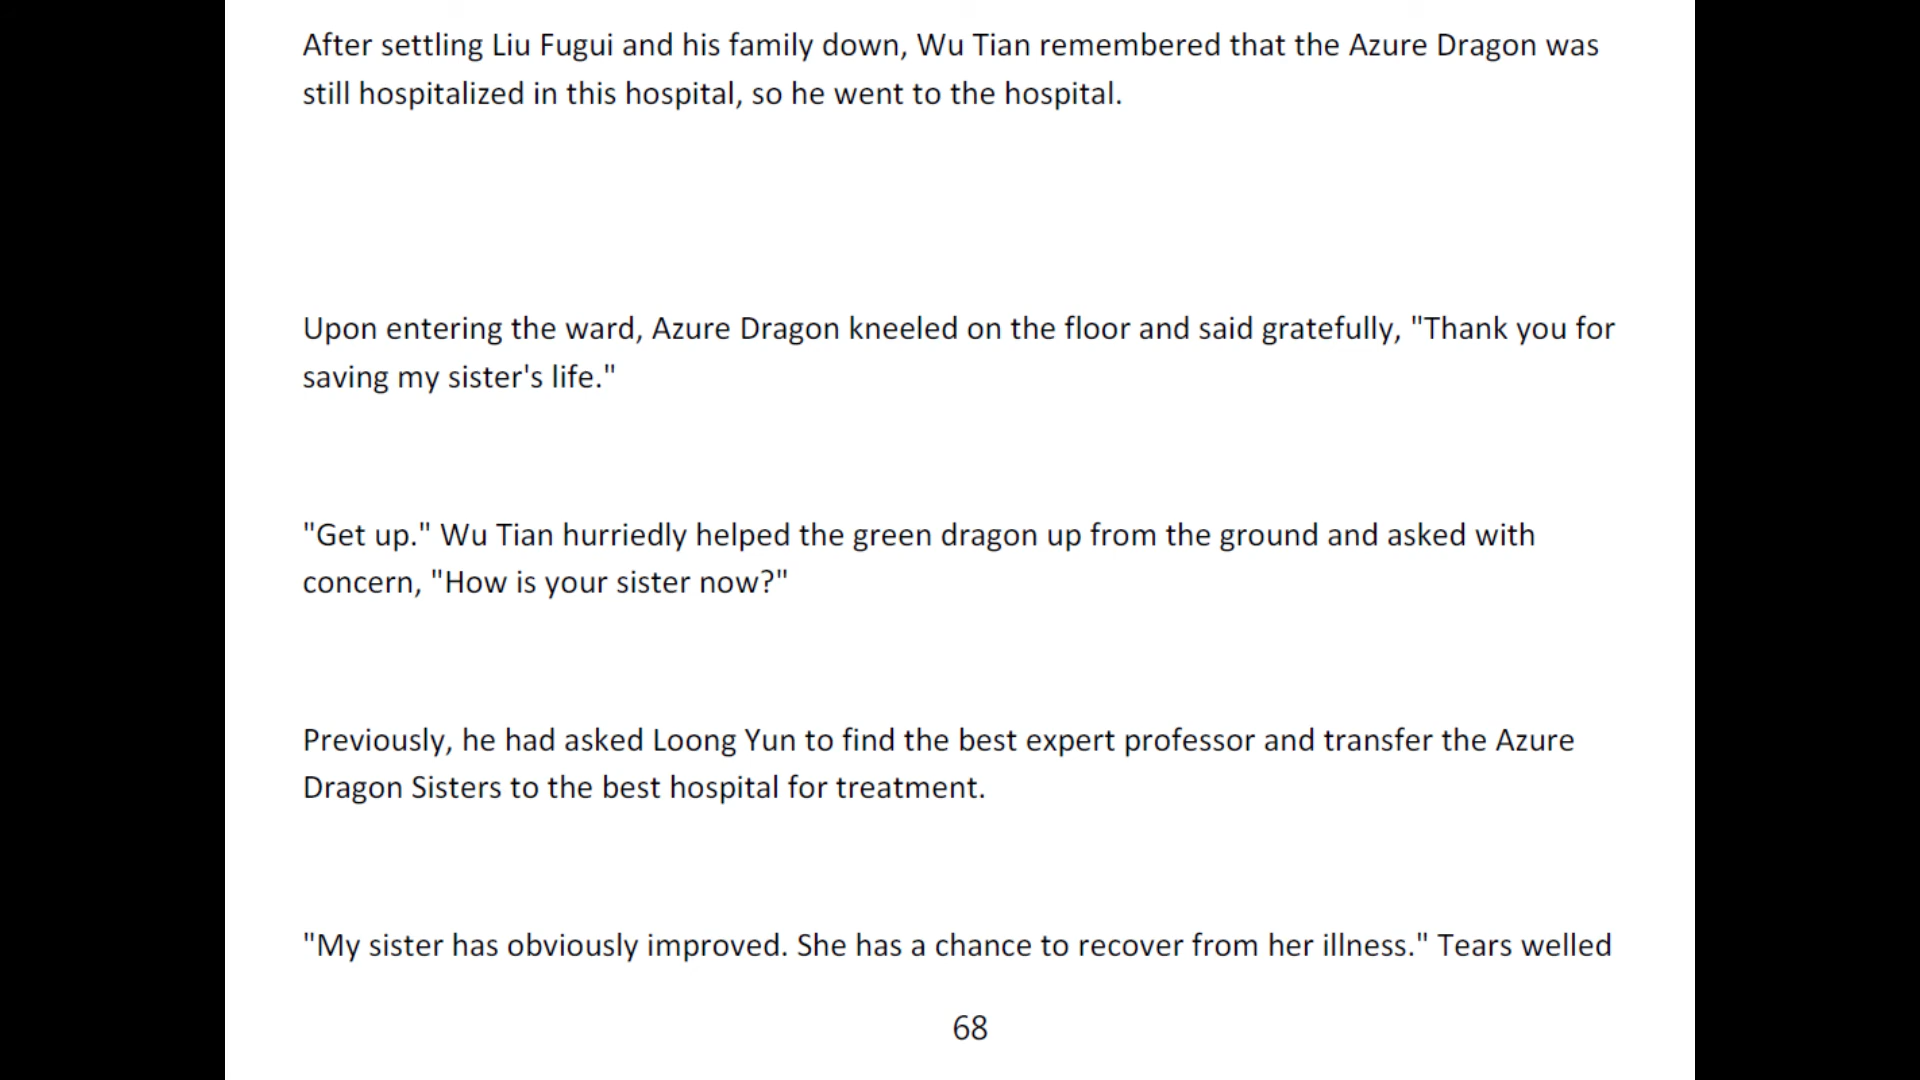 After settling Liu Fugui and his family down, Wu Tian remembered that the Azure Dragon was
still hospitalized in this hospital, so he went to the hospital.
Upon entering the ward, Azure Dragon kneeled on the floor and said gratefully, "Thank you for
saving my sister's life."
"Get up." Wu Tian hurriedly helped the green dragon up from the ground and asked with
concern, "How is your sister now?"
Previously, he had asked Loong Yun to find the best expert professor and transfer the Azure
Dragon Sisters to the best hospital for treatment.
"My sister has obviously improved. She has a chance to recover from her illness." Tears welled
68